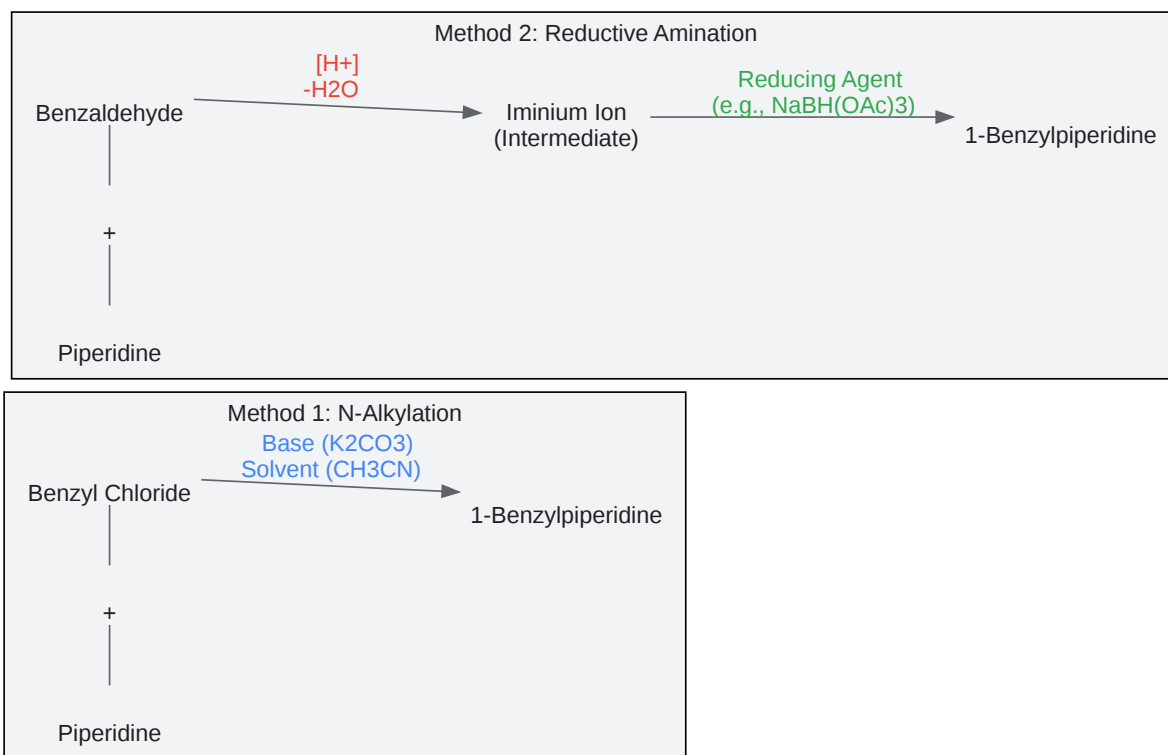 Method 2: Reductive Amination
[H+]
-H2O
Reducing Agent
(e.g., NaBH(OAc)3)
Benzaldehyde
Iminium Ion
(Intermediate)
1-Benzylpiperidine
+
Piperidine
Method 1: N-Alkylation
Base (K2CO3)
Solvent (CH3CN)
Benzyl Chloride
1-Benzylpiperidine
+
Piperidine